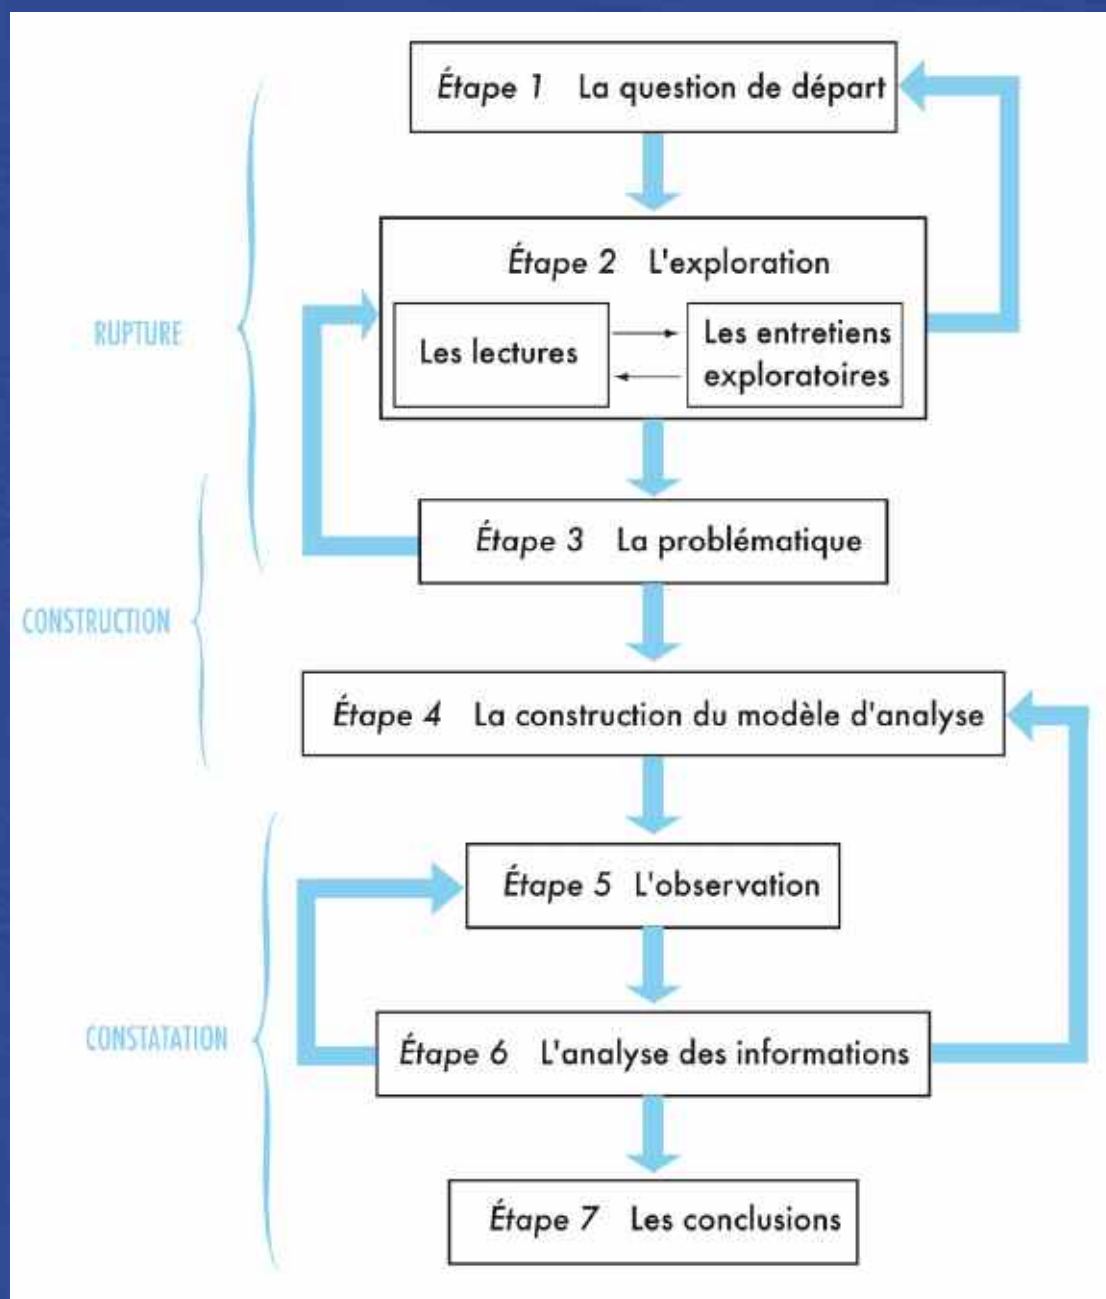 Étape 1 La question de départ
Étape 2 L'exploration
RUPTURE
Les lectures
Les entretiens
exploratoires
Étape 3 La problématique
CONSTRUCTION
Étape 4 La construction du modèle d'analyse
Étape 5 L'observation
CONSTATATION
Étape 6 L'analyse des informations
Étape 7 Les conclusions